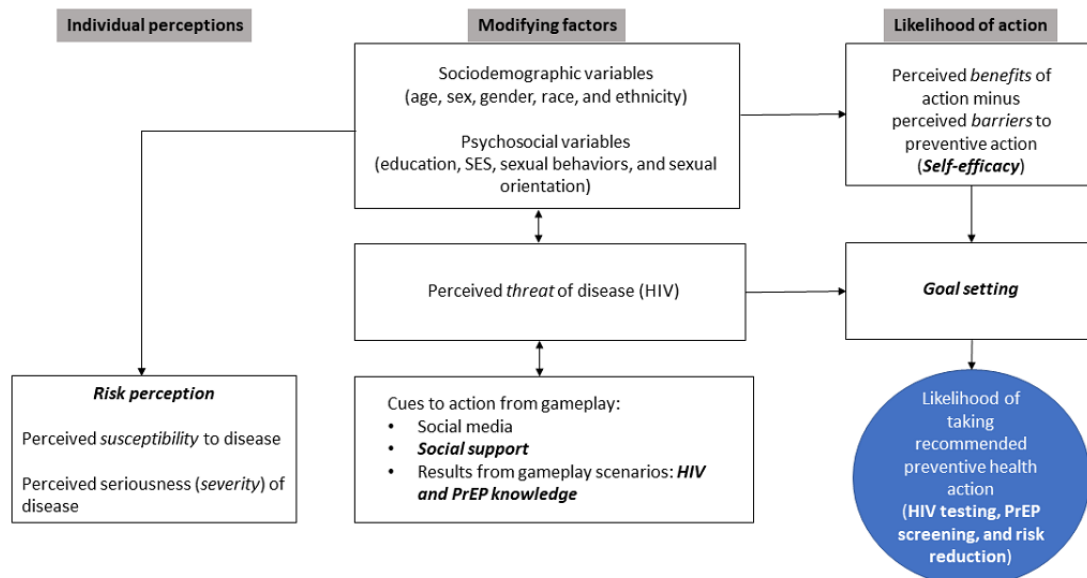 Individual perceptions
Modifying factors
Likelihood of action
Sociodemographic variables
(age, sex, gender, race, and ethnicity)
Psychosocial variables
(education, SES, sexual behaviors, and sexual
orientation)
Perceived benefits of
action minus
perceived barriers to
preventive action
(Self-efficacy)
Perceived threat of disease (HIV)
Goal setting
Risk perception
Perceived susceptibility to disease
Perceived seriousness (severity) of
disease
Cues to action from gameplay:
• Social media
• Social support
• Results from gameplay scenarios: HIV
and PrEP knowledge
Likelihood of
taking
recommended
preventive health
action
(HIV testing, PrEP
screening, and risk
reduction)